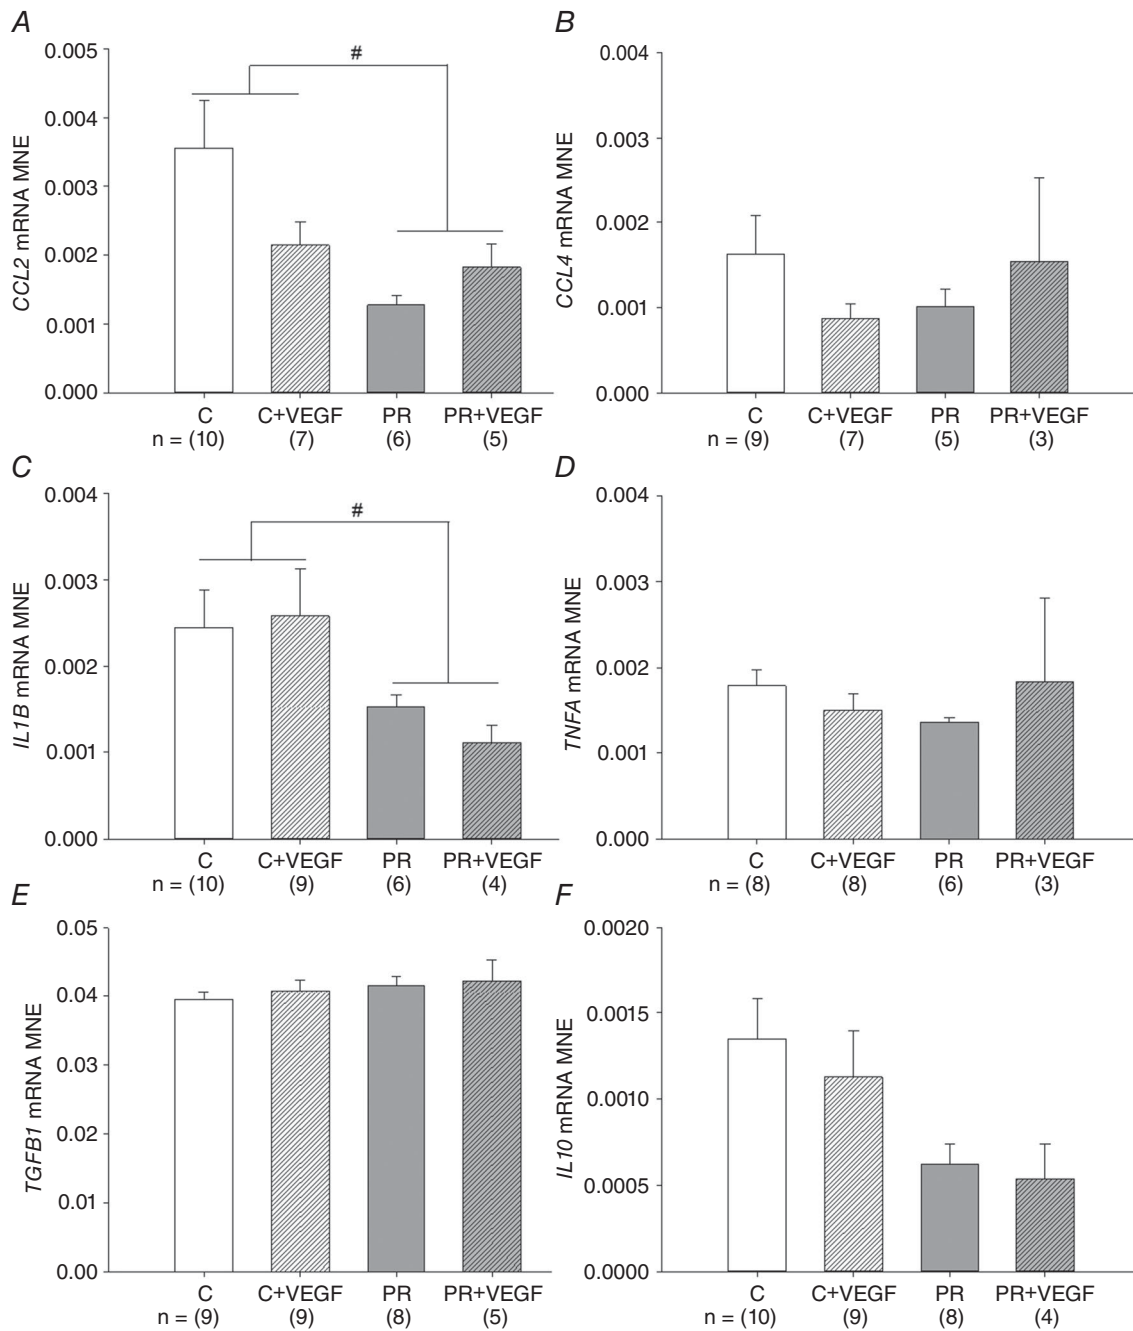 A
CCL2 mRNA MNE
0.005
0.004
0.003
0.002
0.001
0.000
#
C C+VEGF PR PR+VEGF
n = (10) (7) (6) (5)
B
CCL4 mRNA MNE
0.004
0.003
0.002
0.001
0.000
C C+VEGF PR PR+VEGF
n = (9) (7) (5) (3)
C
IL1B mRNA MNE
0.004
0.003
0.002
0.001
0.000
#
C C+VEGF PR PR+VEGF
n = (10) (9) (6) (4)
D
TNFA mRNA MNE
0.004
0.003
0.002
0.001
0.000
C C+VEGF PR PR+VEGF
n = (8) (8) (6) (3)
E
TGFB1 mRNA MNE
0.05
0.04
0.03
0.02
0.01
0.00
C C+VEGF PR PR+VEGF
n = (9) (9) (8) (5)
F
IL10 mRNA MNE
0.0020
0.0015
0.0010
0.0005
0.0000
C C+VEGF PR PR+VEGF
n = (10) (9) (8) (4)